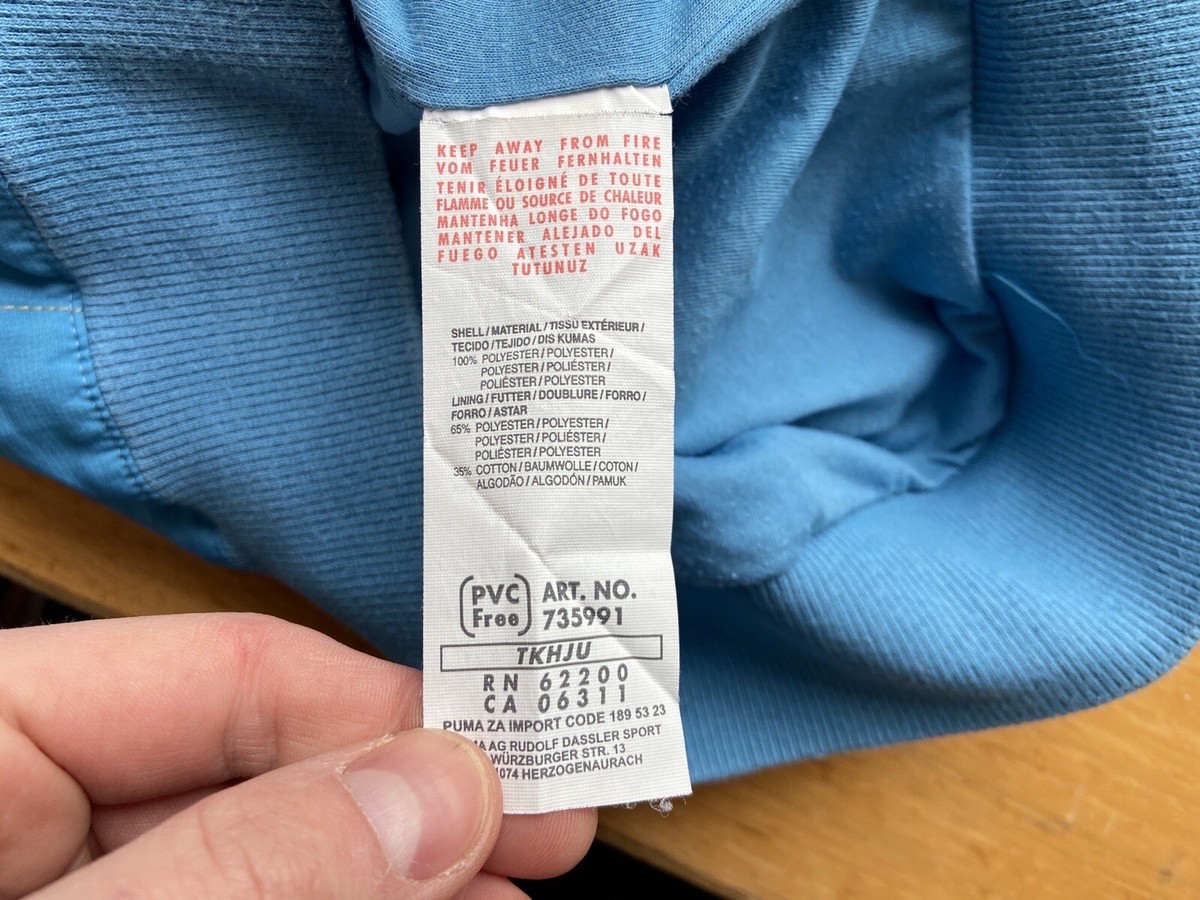 KEEP AWAY FROM FIRE
VOM FEUER FERNHALTEN
TENIR ÉLOIGNÉ DE TOUTE
FLAMME OU SOURCE DE CHALEUR
MANTENHA LONGE DO FOGO
MANTENER ALEJADO DEL
FUEGO ATESTEN UZAK
TUTUNUZ
SHELL / MATERIAL / TISSU EXTÉRIEUR /
TECIDO / TEJIDO / DIS KUMAS
100% POLYESTER / POLYESTER /
POLYESTER / POLIÉSTER /
POLIÉSTER / POLYESTER
LINING / FUTTER / DOUBLURE / FORRO /
FORRO / ASTAR
65% POLYESTER / POLYESTER /
POLYESTER / POLIÉSTER /
POLIÉSTER / POLYESTER
35% COTTON / BAUMWOLLE / COTON /
ALGODÃO / ALGODÓN / PAMUK
PVC Free
ART. NO.
735991
TKHJU
RN 62200
CA 06311
PUMA ZA IMPORT CODE 189 53 23
AG RUDOLF DASSLER SPORT
WÜRZBURGER STR. 13
074 HERZOGENAURACH